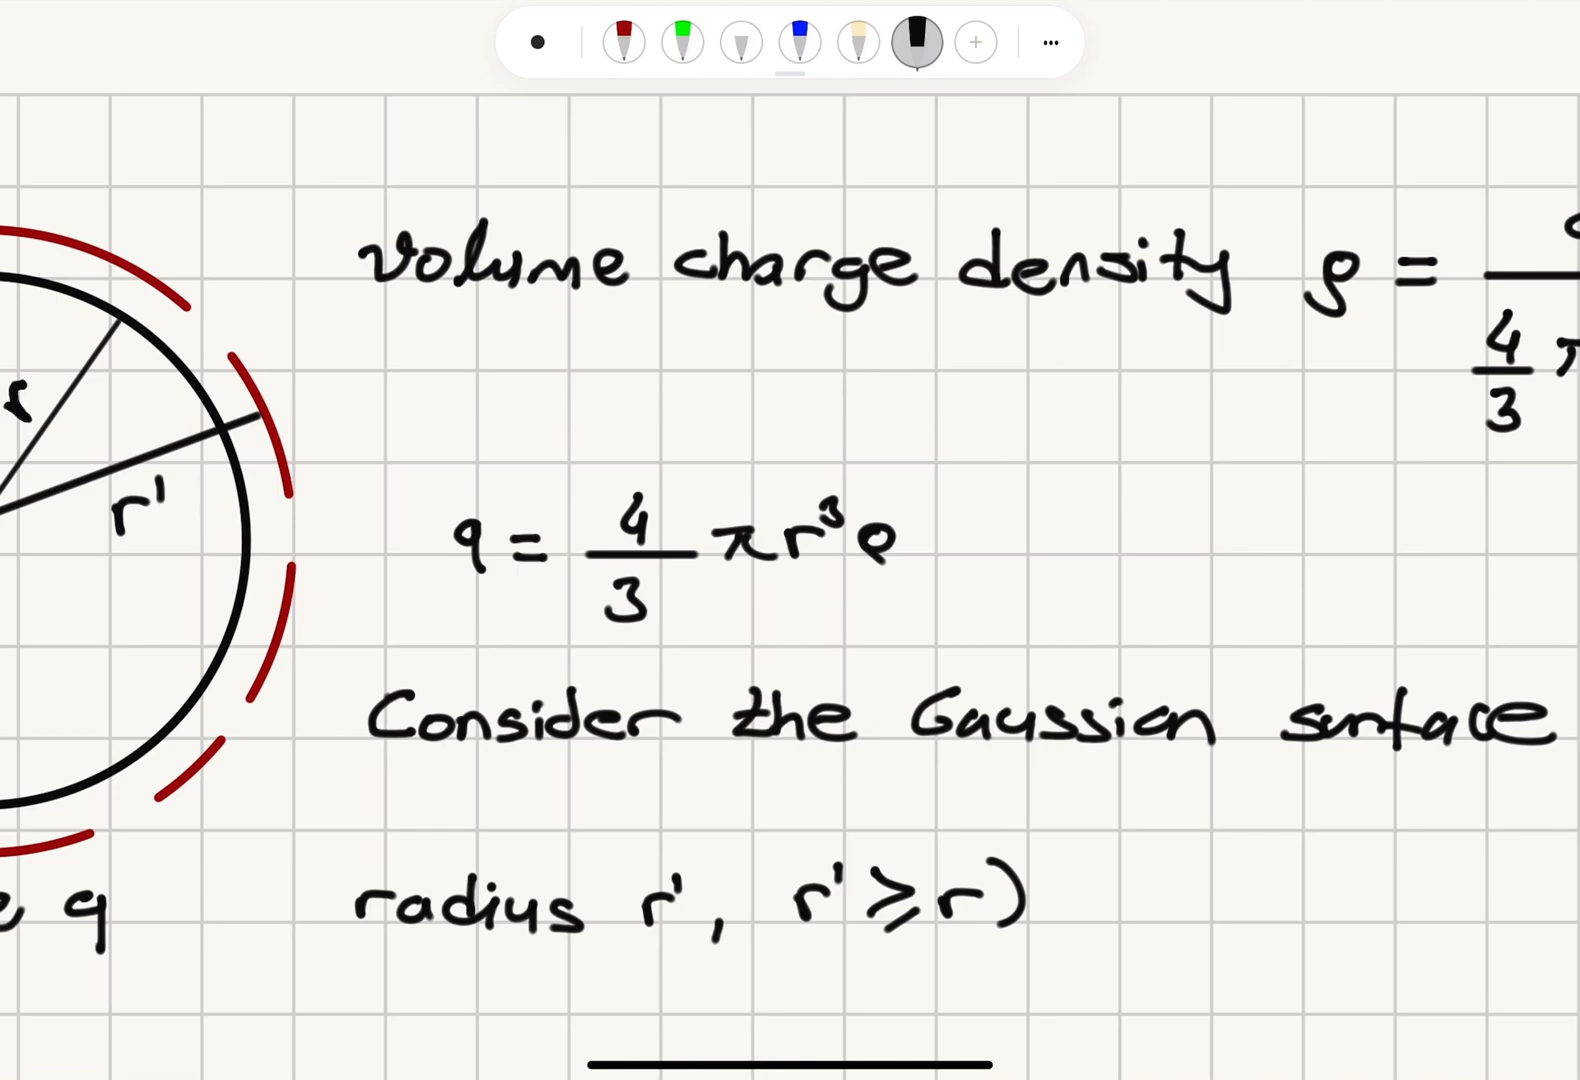 volume charge density ρ =
4/3 π
r
r'
q = 4/3 πr³ρ
Consider the Gaussian surface
q radius r', r' ⩾ r)